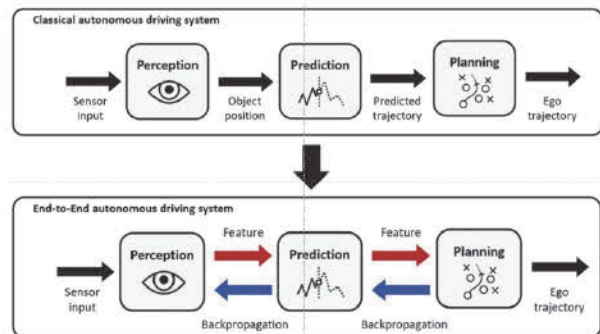 Classical autonomous driving system
Perception
Prediction
Planning
Sensor input
Object position
Predicted trajectory
Ego trajectory
End-to-End autonomous driving system
Feature
Feature
Perception
Prediction
Planning
Sensor input
Backpropagation
Backpropagation
Ego trajectory